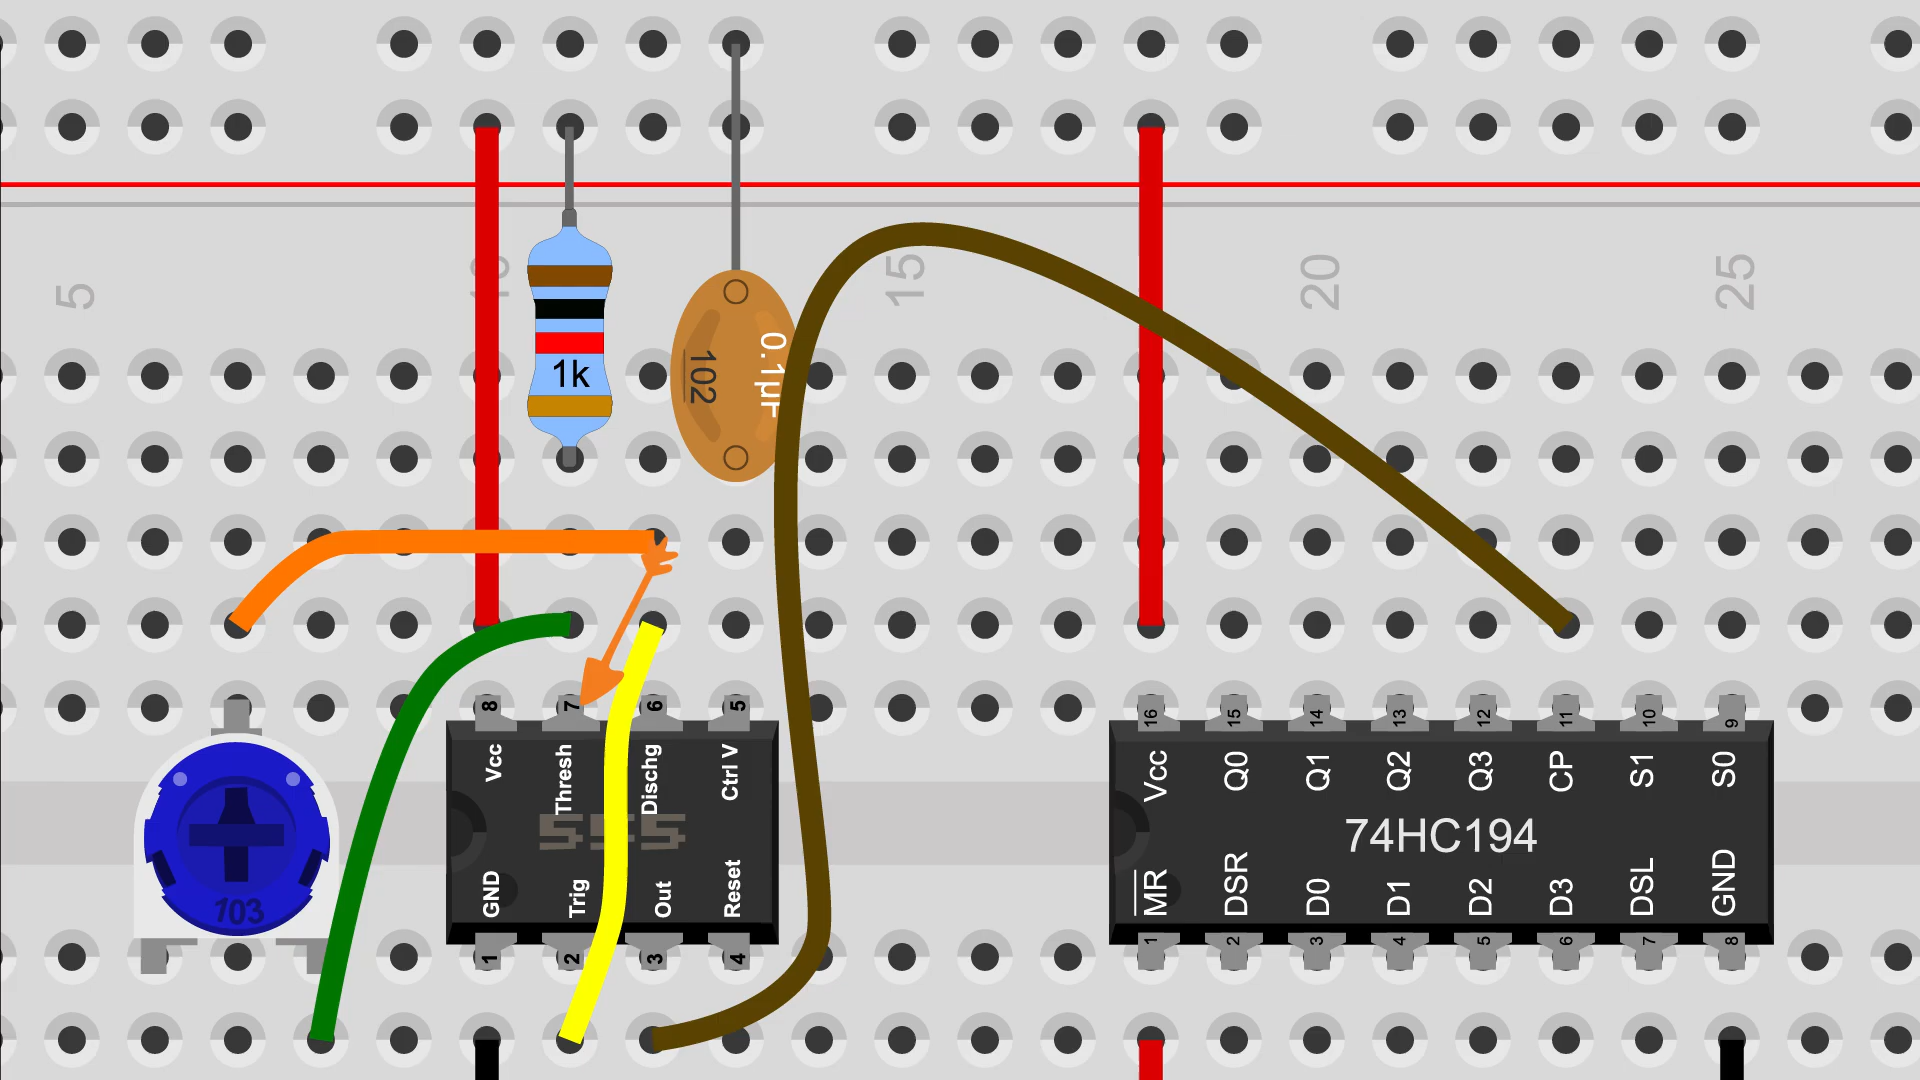 5
10
15
20
25
1k
102
0.1µF
8
7
6
5
Vcc
Thresh
Dischg
Ctrl V
555
GND
Trig
Out
Reset
1
2
3
4
103
16
15
14
13
12
11
10
9
Vcc
Q0
Q1
Q2
Q3
CP
S1
S0
74HC194
MR
DSR
D0
D1
D2
D3
DSL
GND
1
2
3
4
5
6
7
8